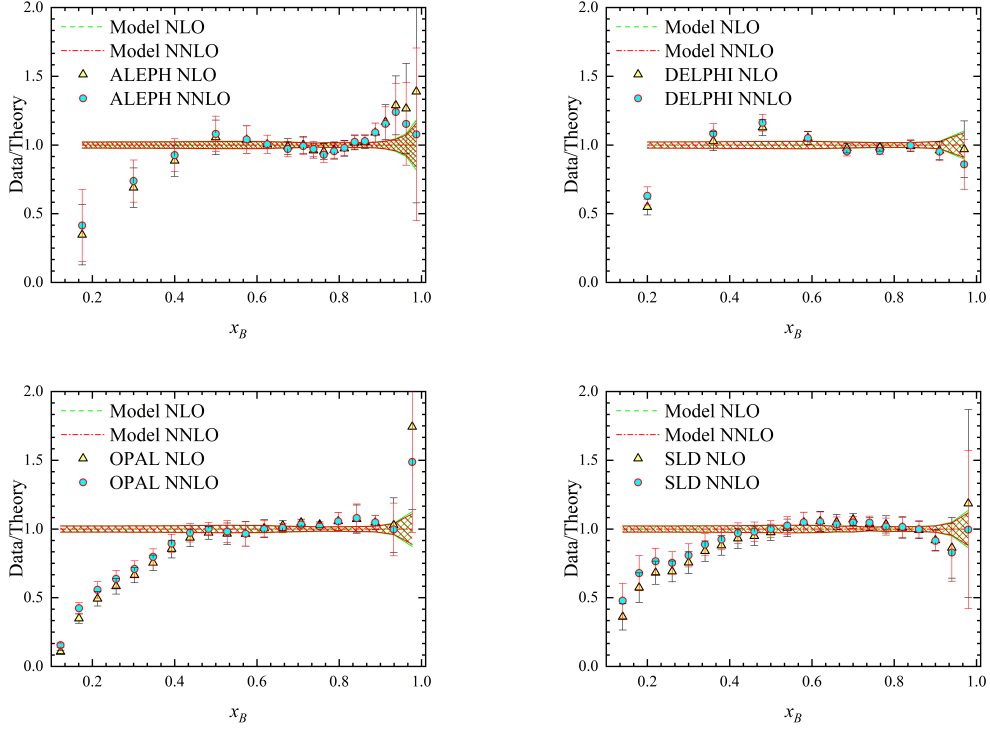 2.0
1.5
1.0
0.5
0.0
Data/Theory
Model NLO
Model NNLO
ALEPH NLO
ALEPH NNLO
0.2 0.4 0.6 0.8 1.0
x_B
2.0
1.5
1.0
0.5
0.0
Data/Theory
Model NLO
Model NNLO
DELPHI NLO
DELPHI NNLO
0.2 0.4 0.6 0.8 1.0
x_B
2.0
1.5
1.0
0.5
0.0
Data/Theory
Model NLO
Model NNLO
OPAL NLO
OPAL NNLO
0.2 0.4 0.6 0.8 1.0
x_B
2.0
1.5
1.0
0.5
0.0
Data/Theory
Model NLO
Model NNLO
SLD NLO
SLD NNLO
0.2 0.4 0.6 0.8 1.0
x_B